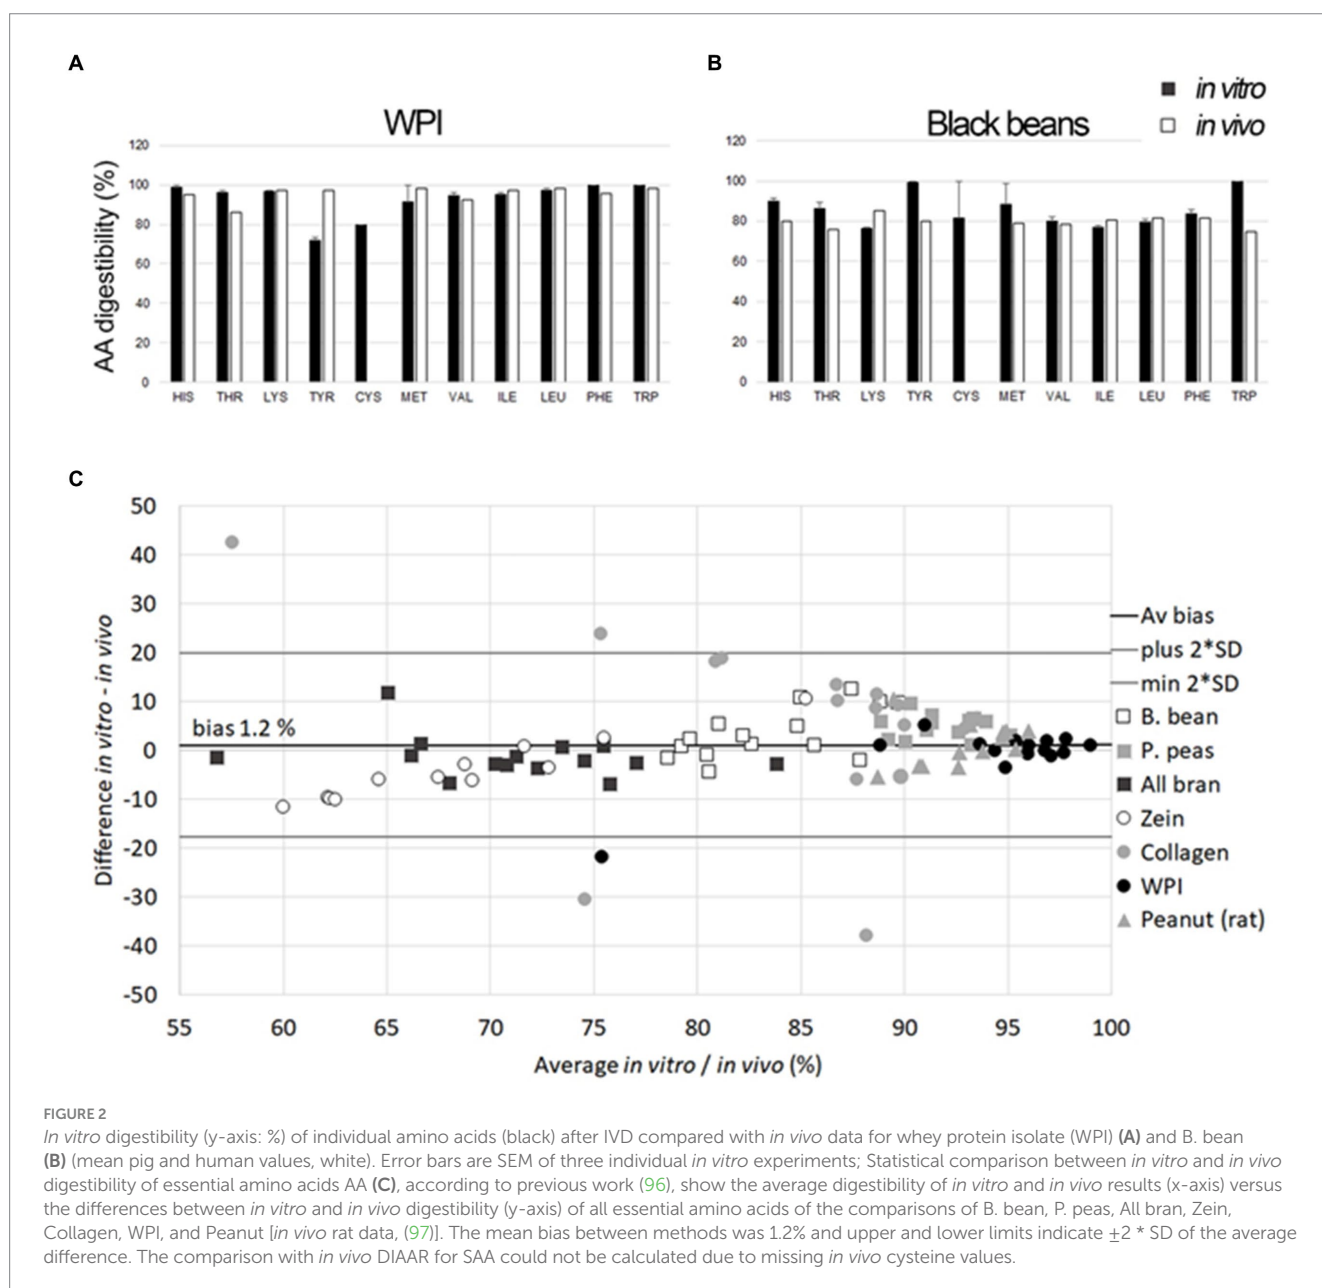 A
B
in vitro
in vivo
WPI
Black beans
AA digestibility (%)
120
100
80
60
40
20
0
HIS THR LYS TYR CYS MET VAL ILE LEU PHE TRP
120
100
80
60
40
20
0
HIS THR LYS TYR CYS MET VAL ILE LEU PHE TRP
C
Difference in vitro - in vivo
50
40
30
20
10
0
-10
-20
-30
-40
-50
bias 1.2 %
55 60 65 70 75 80 85 90 95 100
Average in vitro / in vivo (%)
Av bias
plus 2*SD
min 2*SD
B. bean
P. peas
All bran
Zein
Collagen
WPI
Peanut (rat)
FIGURE 2
In vitro digestibility (y-axis: %) of individual amino acids (black) after IVD compared with in vivo data for whey protein isolate (WPI) (A) and B. bean
(B) (mean pig and human values, white). Error bars are SEM of three individual in vitro experiments; Statistical comparison between in vitro and in vivo
digestibility of essential amino acids AA (C), according to previous work (96), show the average digestibility of in vitro and in vivo results (x-axis) versus
the differences between in vitro and in vivo digestibility (y-axis) of all essential amino acids of the comparisons of B. bean, P. peas, All bran, Zein,
Collagen, WPI, and Peanut [in vivo rat data, (97)]. The mean bias between methods was 1.2% and upper and lower limits indicate ±2 * SD of the average
difference. The comparison with in vivo DIAAR for SAA could not be calculated due to missing in vivo cysteine values.